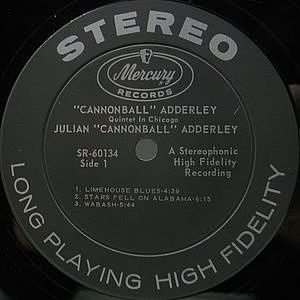 STEREO
Mercury
RECORDS
"CANNONBALL" ADDERLEY
Quintet In Chicago
JULIAN "CANNONBALL" ADDERLEY
SR-60134
Side 1
A Stereophonic
High Fidelity
Recording
1. LIMEHOUSE BLUES-4:39
2. STARS FELL ON ALABAMA-6:15
3. WABASH-5:44
LONG PLAYING HIGH FIDELITY